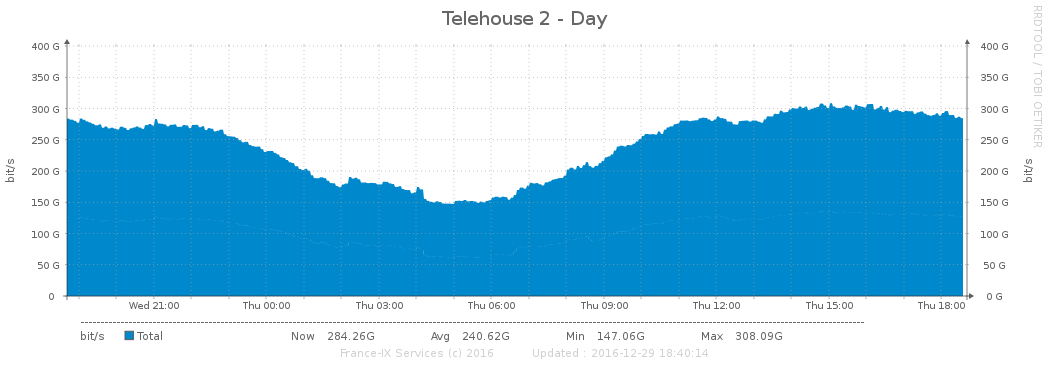 Telehouse 2 - Day
RRDTOOL / TOBI OETIKER
bit/s
400 G
350 G
300 G
250 G
200 G
150 G
100 G
50 G
0
400 G
350 G
300 G
250 G
200 G
150 G
100 G
50 G
0 G
bit/s
Wed 21:00 Thu 00:00 Thu 03:00 Thu 06:00 Thu 09:00 Thu 12:00 Thu 15:00 Thu 18:00
bit/s Total Now 284.26G Avg 240.62G Min 147.06G Max 308.09G
France-IX Services (c) 2016 Updated : 2016-12-29 18:40:14